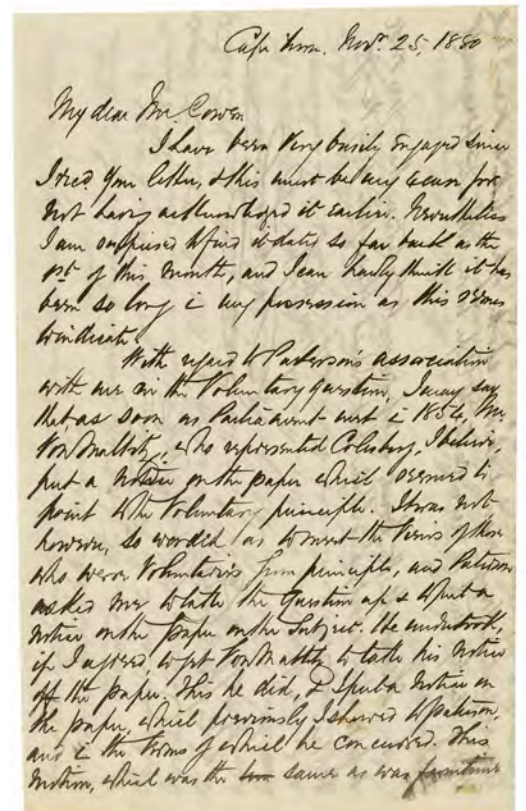 Cape Town. Novr. 25, 1880
My dear Mr. Cowen
I have been very busily engaged since
I recd. your letter, & this must be my excuse for
not having acknowledged it earlier. Nevertheless
I am surprised to find it dated so far back as the
1st of this month, and I can hardly think it has
been so long in my possession as this seems
to indicate.
With regard to Paterson's association
with me on the Voluntary question, I may say
that, as soon as Parliament met in 1854, Mr.
who represented Colesberg, I believe,
put a notice on the paper which seemed to
point to the Voluntary principle. It was not
however, so worded as to meet the views of those
who were Voluntaries from principle, and Paterson
asked me to take the question up & to put a
notice on the paper on the subject. He undertook,
if I agreed to get to take his notice
off the paper. This he did, & I put a notice on
the paper, which previously I showed to Paterson,
and in the terms of which he concurred. This
motion, which was the same as was